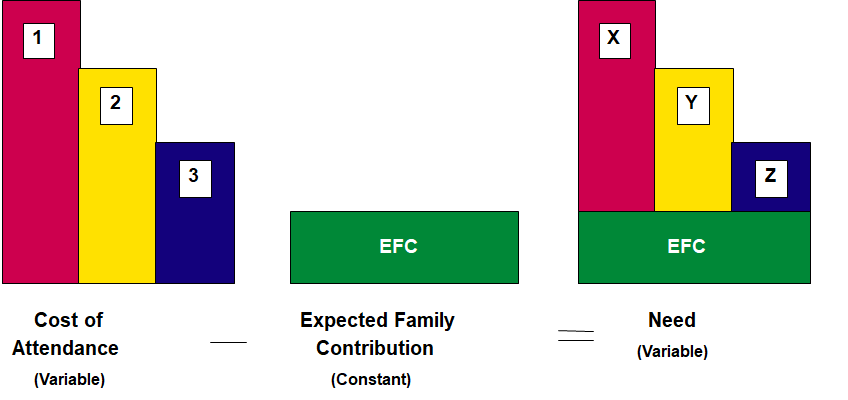 1
2
3
EFC
X
Y
Z
EFC
Cost of
Attendance
(Variable)
Expected Family
Contribution
(Constant)
Need
(Variable)